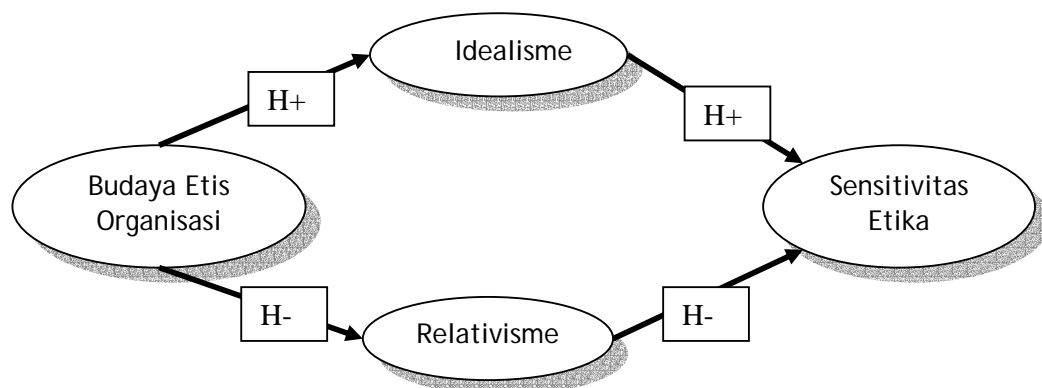 Idealisme
H+
H+
Budaya Etis
Organisasi
Sensitivitas
Etika
H-
H-
Relativisme